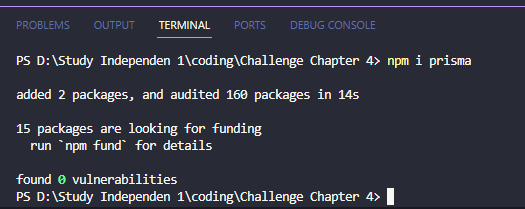 PROBLEMS OUTPUT TERMINAL PORTS DEBUG CONSOLE
PS D:\Study Independen 1\coding\Challenge Chapter 4> npm i prisma
added 2 packages, and audited 160 packages in 14s
15 packages are looking for funding
run `npm fund` for details
found 0 vulnerabilities
PS D:\Study Independen 1\coding\Challenge Chapter 4>